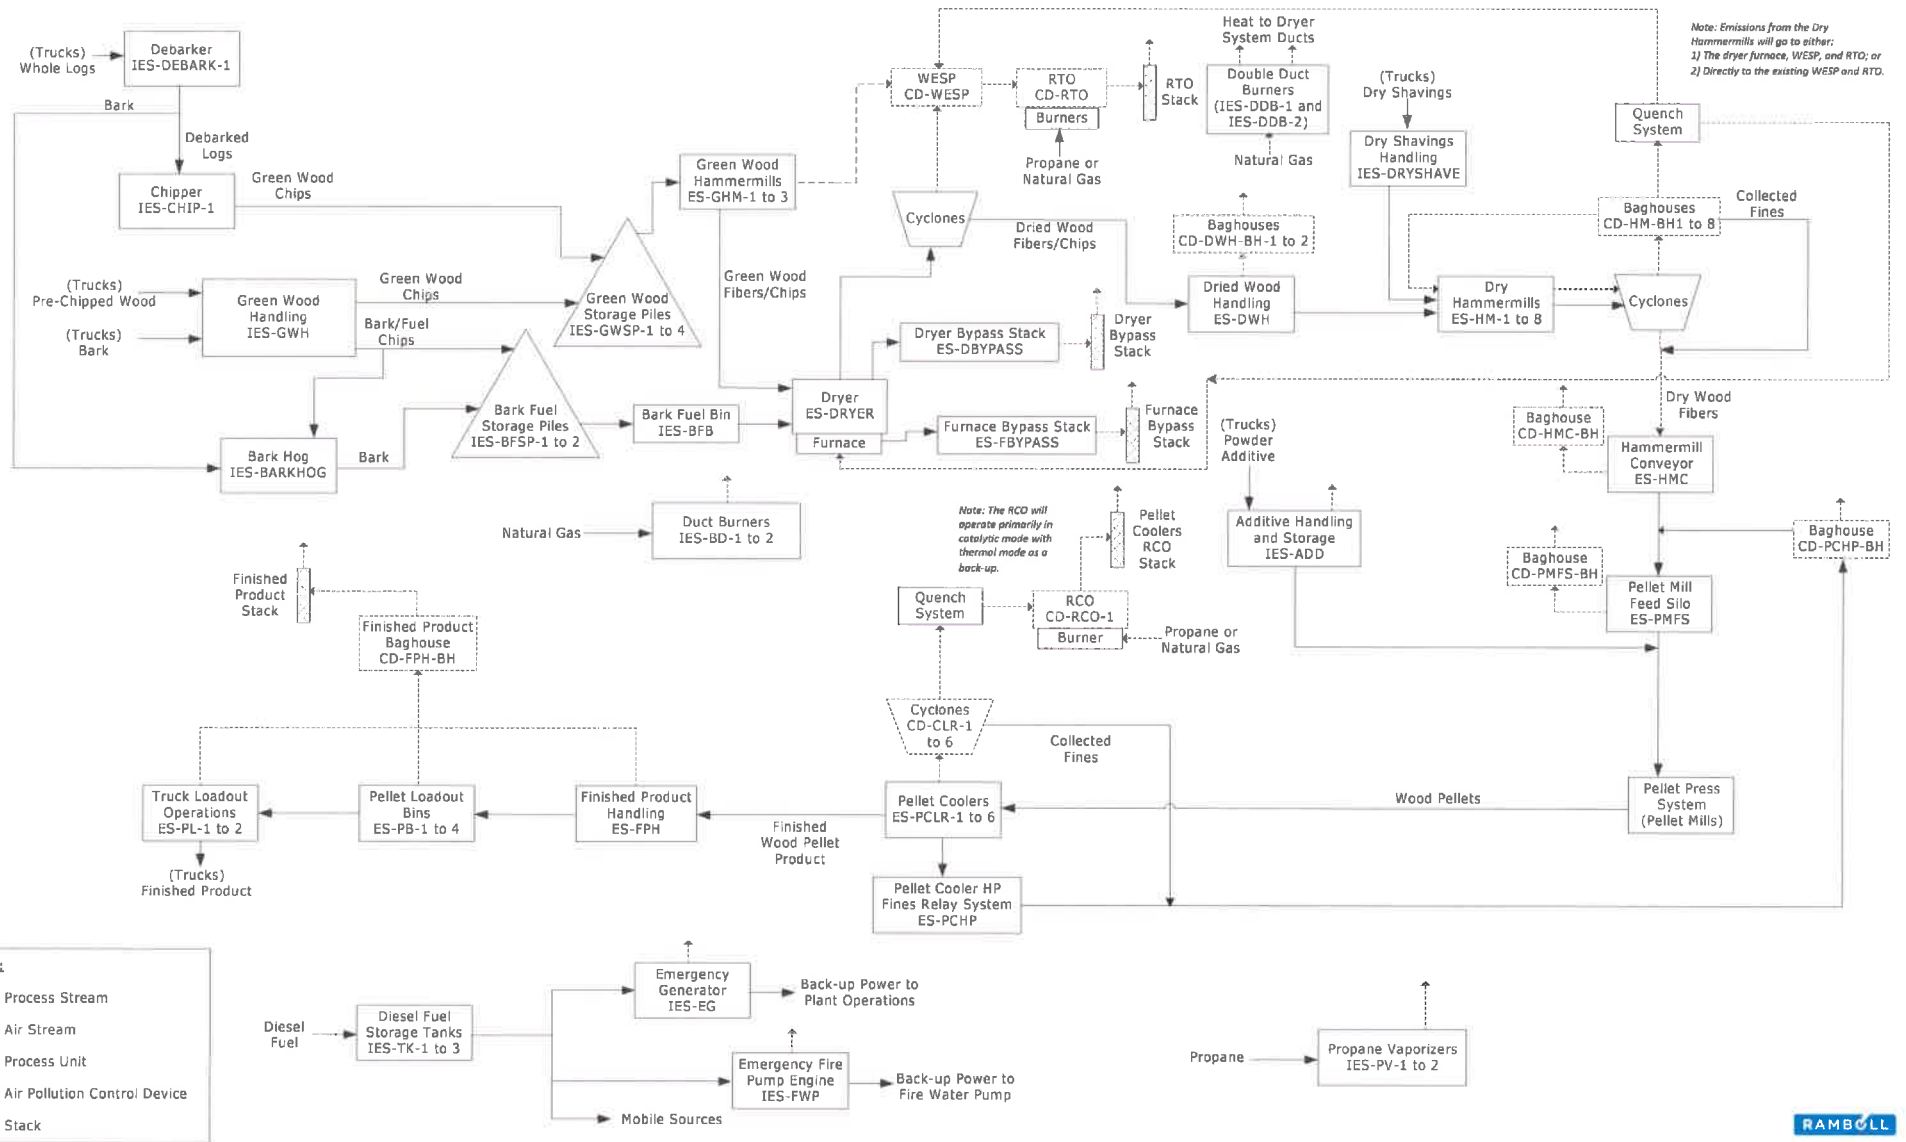 (Trucks)
Whole Logs
Debarker
IES-DEBARK-1
Bark
Debarked
Logs
Chipper
IES-CHIP-1
Green Wood
Chips
(Trucks)
Pre-Chipped Wood
(Trucks)
Bark
Green Wood
Handling
IES-GWH
Green Wood
Chips
Bark/Fuel
Chips
Green Wood
Storage Piles
IES-GWSP-1 to 4
Bark Hog
IES-BARKHOG
Bark
Bark Fuel
Storage Piles
IES-BFSP-1 to 2
Bark Fuel Bin
IES-BFB
Green Wood
Hammermills
ES-GHM-1 to 3
Green Wood
Fibers/Chips
Dryer
ES-DRYER
Furnace
Cyclones
WESP
CD-WESP
RTO
CD-RTO
Burners
Propane or
Natural Gas
RTO
Stack
Heat to Dryer
System Ducts
Double Duct
Burners
(IES-DDB-1 and
IES-DDB-2)
Natural Gas
Dried Wood
Fibers/Chips
Dryer Bypass Stack
ES-DBYPASS
Dryer
Bypass
Stack
Furnace Bypass Stack
ES-FBYPASS
Furnace
Bypass
Stack
Baghouses
CD-DWH-BH-1 to 2
Dried Wood
Handling
ES-DWH
(Trucks)
Dry Shavings
Dry Shavings
Handling
IES-DRYSHAVE
Note: Emissions from the Dry
Hammermills will go to either:
1) The dryer furnace, WESP, and RTO; or
2) Directly to the existing WESP and RTO.
Quench
System
Baghouses
CD-HM-BH1 to 8
Collected
Fines
Dry
Hammermills
ES-HM-1 to 8
Cyclones
Dry Wood
Fibers
Baghouse
CD-HMC-BH
Hammermill
Conveyor
ES-HMC
(Trucks)
Powder
Additive
Additive Handling
and Storage
IES-ADD
Baghouse
CD-PMFS-BH
Pellet Mill
Feed Silo
ES-PMFS
Baghouse
CD-PCHP-BH
Natural Gas
Duct Burners
IES-BD-1 to 2
Note: The RCO will
operate primarily in
catalytic mode with
thermal mode as a
back-up.
Pellet
Coolers
RCO
Stack
Quench
System
RCO
CD-RCO-1
Burner
Propane or
Natural Gas
Finished
Product
Stack
Finished Product
Baghouse
CD-FPH-BH
Cyclones
CD-CLR-1
to 6
Collected
Fines
Truck Loadout
Operations
ES-PL-1 to 2
(Trucks)
Finished Product
Pellet Loadout
Bins
ES-PB-1 to 4
Finished Product
Handling
ES-FPH
Finished
Wood Pellet
Product
Pellet Coolers
ES-PCLR-1 to 6
Wood Pellets
Pellet Press
System
(Pellet Mills)
Pellet Cooler HP
Fines Relay System
ES-PCHP
Process Stream
Air Stream
Process Unit
Air Pollution Control Device
Stack
Diesel
Fuel
Diesel Fuel
Storage Tanks
IES-TK-1 to 3
Emergency
Generator
IES-EG
Back-up Power to
Plant Operations
Emergency Fire
Pump Engine
IES-FWP
Back-up Power to
Fire Water Pump
Mobile Sources
Propane
Propane Vaporizers
IES-PV-1 to 2
RAMBOLL